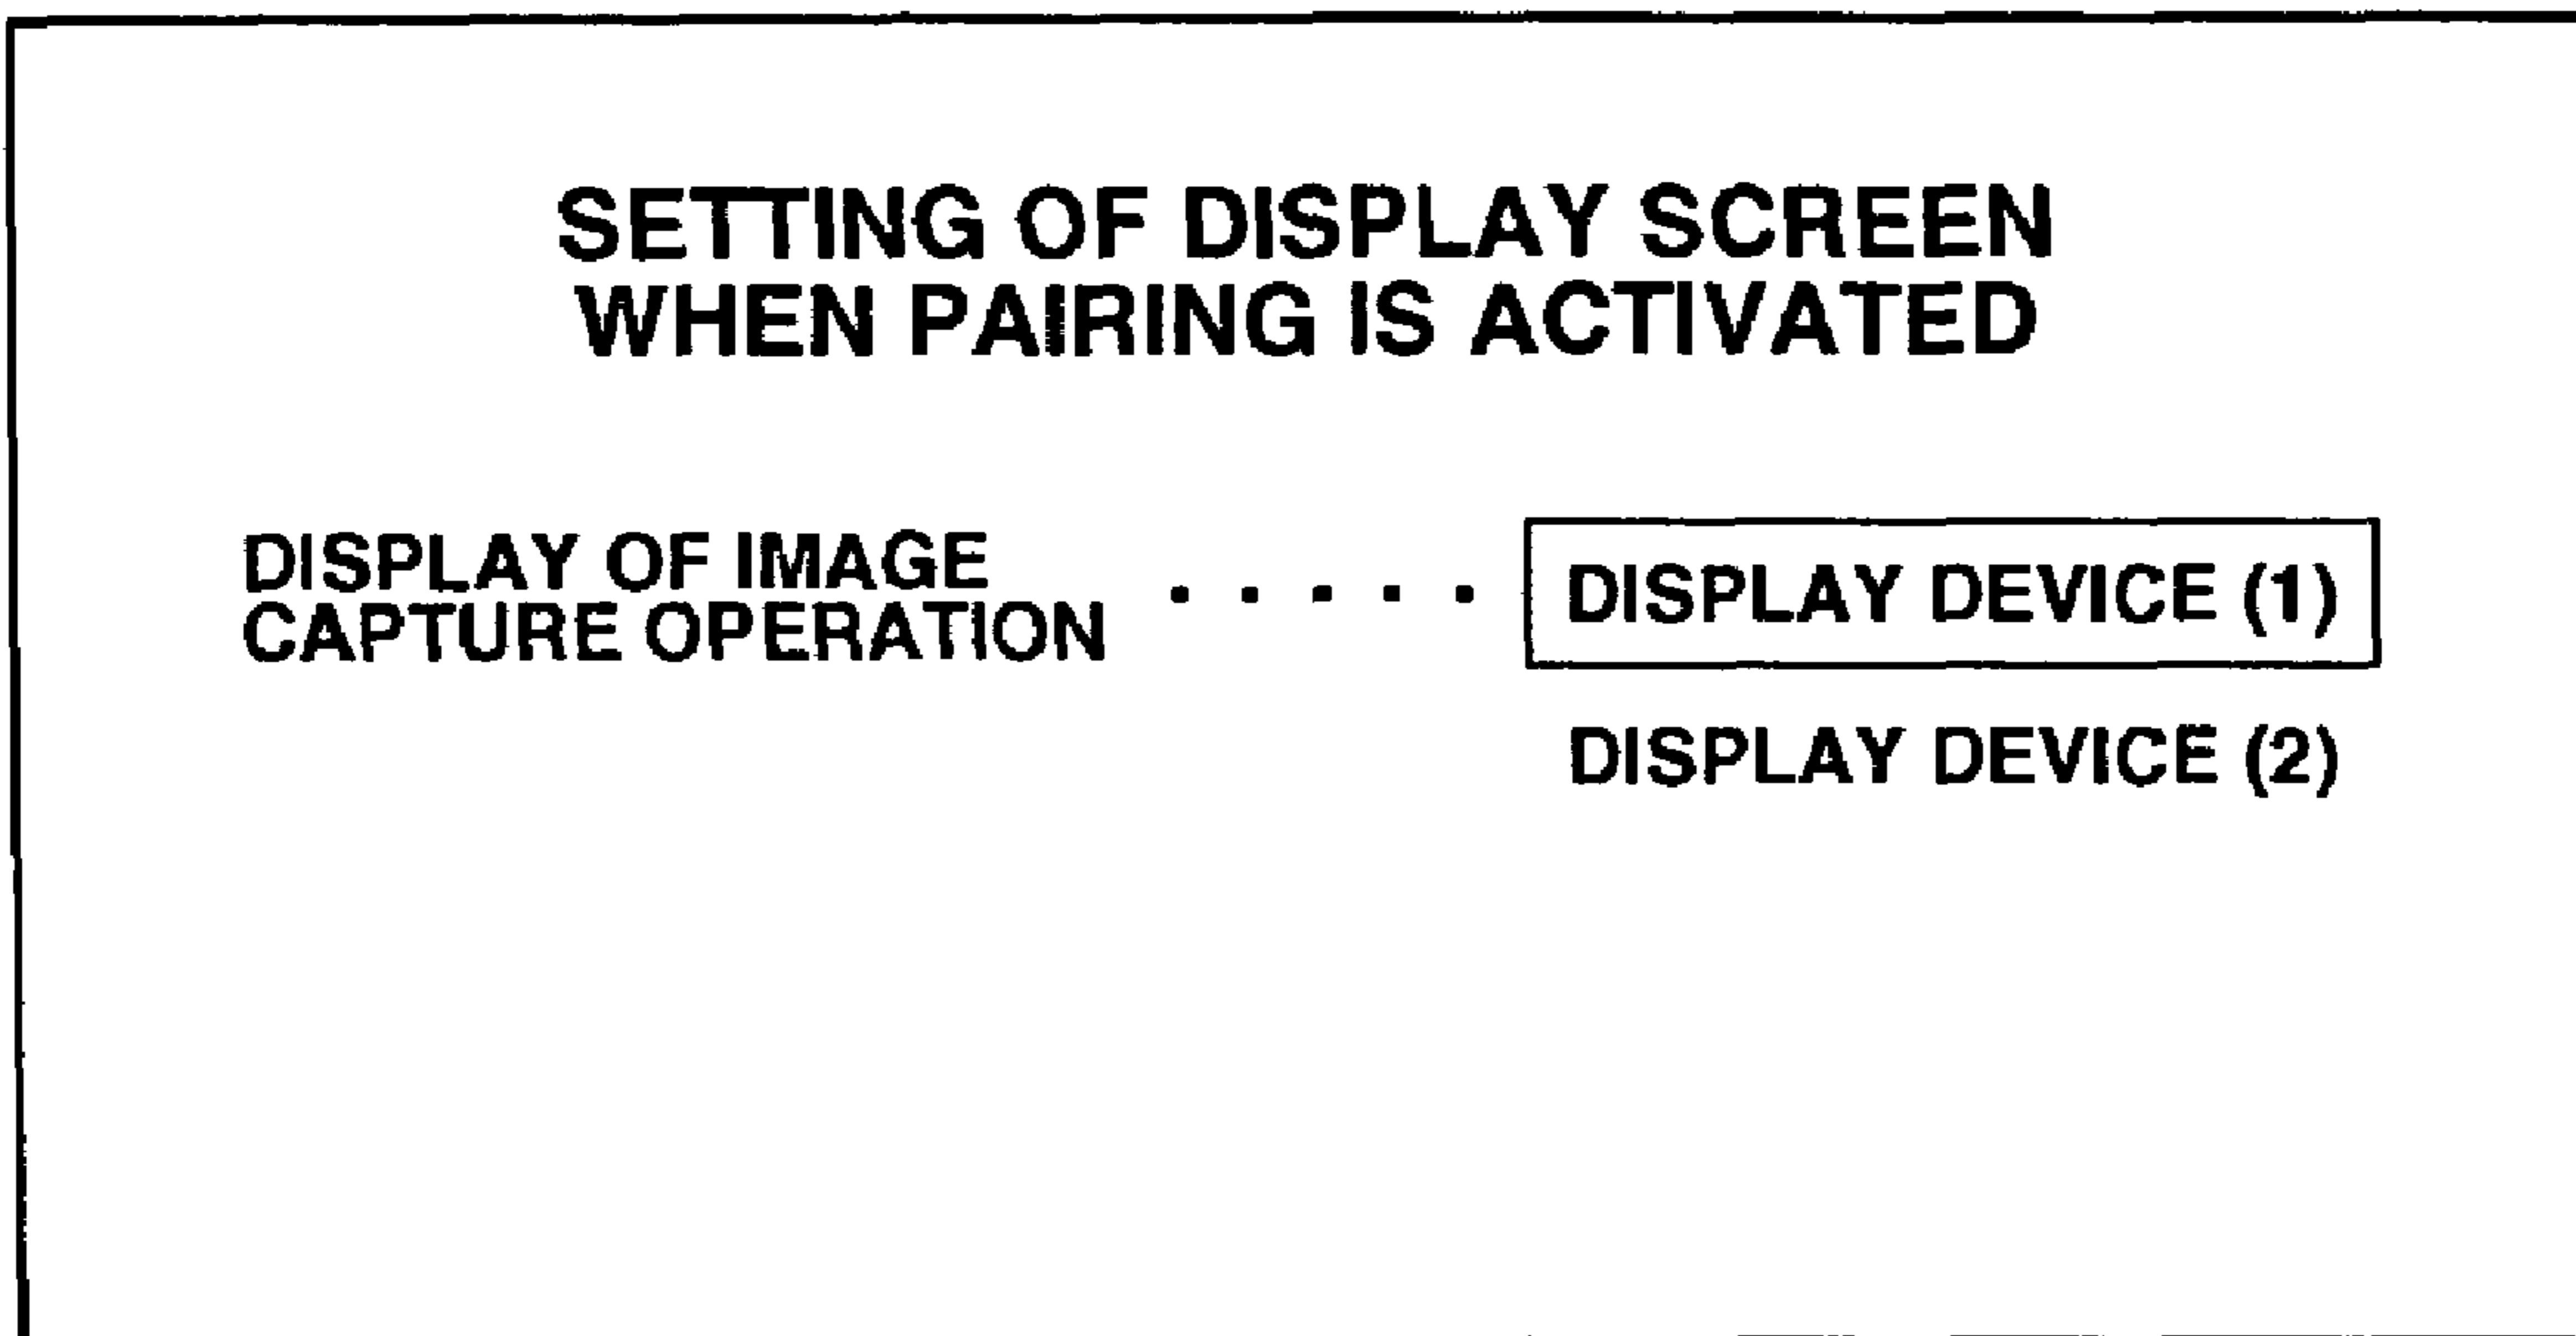 SETTING OF DISPLAY SCREEN
WHEN PAIRING IS ACTIVATED
DISPLAY OF IMAGE
CAPTURE OPERATION ..... DISPLAY DEVICE (1)
DISPLAY DEVICE (2)